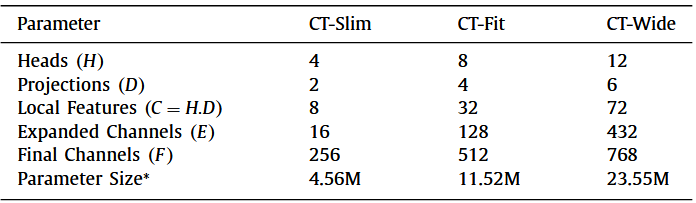 Parameter CT-Slim CT-Fit CT-Wide
Heads (H) 4 8 12
Projections (D) 2 4 6
Local Features (C = H.D) 8 32 72
Expanded Channels (E) 16 128 432
Final Channels (F) 256 512 768
Parameter Size* 4.56M 11.52M 23.55M